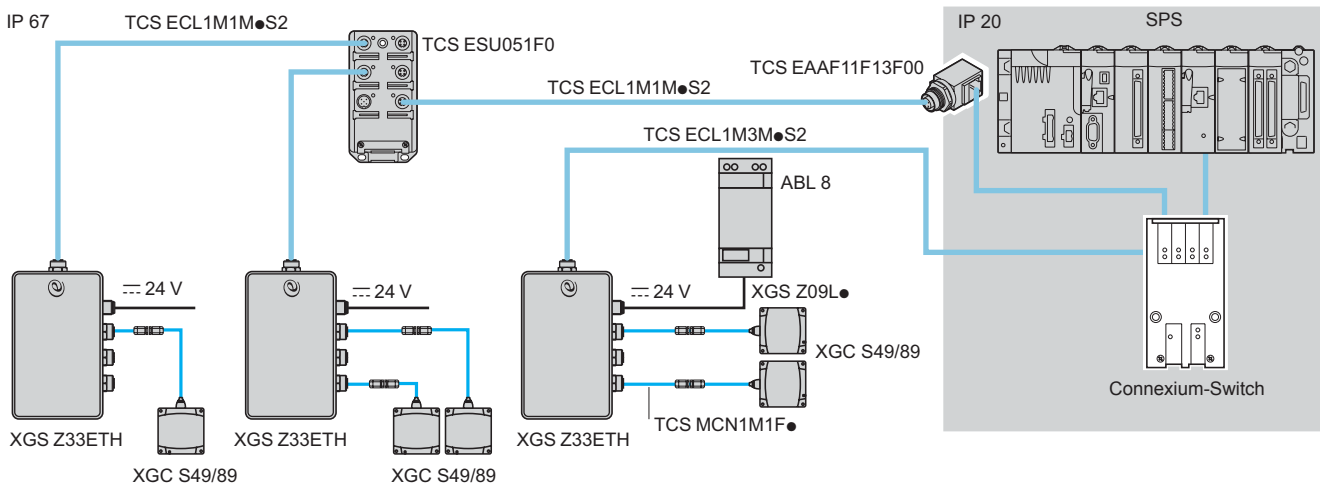 IP 67
TCS ECL1M1M●S2
TCS ESU051F0
IP 20
SPS
TCS EAAF11F13F00
TCS ECL1M1M●S2
TCS ECL1M3M●S2
ABL 8
24 V
24 V
24 V
XGS Z09L●
XGC S49/89
Connexium-Switch
TCS MCN1M1F●
XGS Z33ETH
XGS Z33ETH
XGS Z33ETH
XGC S49/89
XGC S49/89